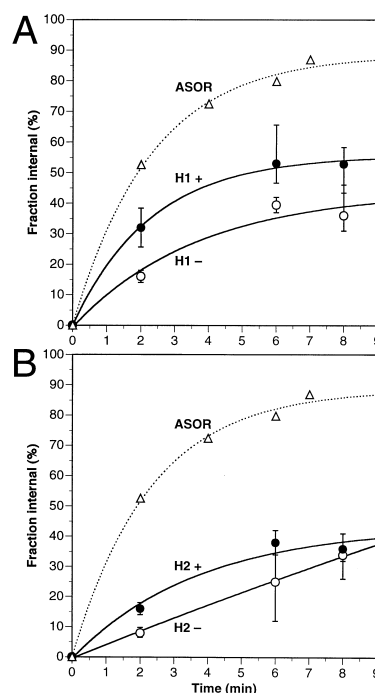 A
100
90
80
70
60
50
40
30
20
10
0
Fraction internal (%)
ASOR
H1 +
H1 –
0 1 2 3 4 5 6 7 8 9
B
100
90
80
70
60
50
40
30
20
10
0
Fraction internal (%)
ASOR
H2 +
H2 –
0 1 2 3 4 5 6 7 8 9
Time (min)